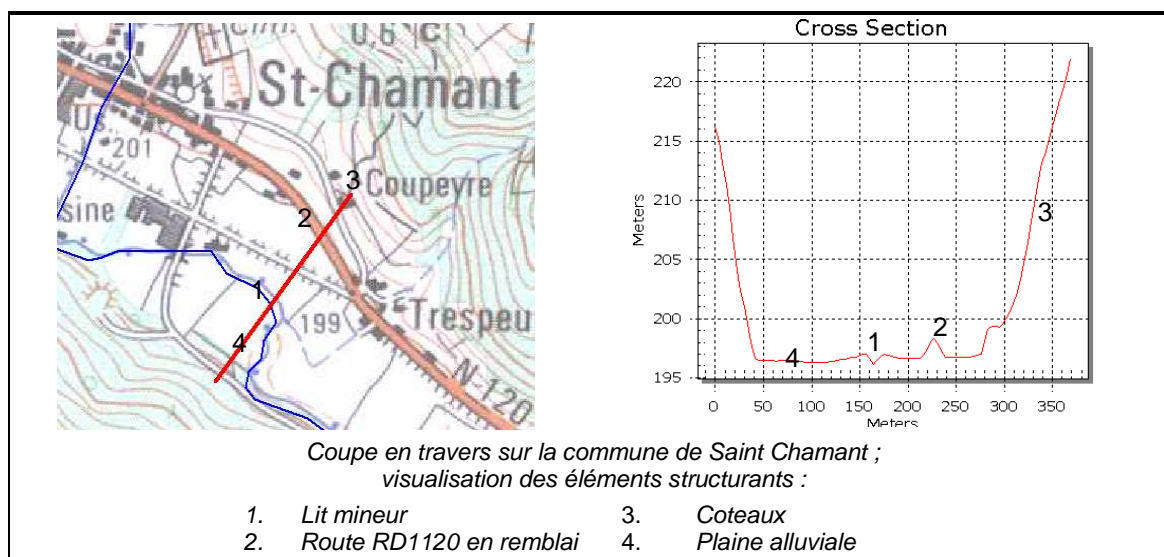 0,6
St-Chamant
Us.
201
3
Coupeyre
2
sine
1
199
Trespeu
4
N-120
Cross Section
220
215
210
205
200
195
Meters
0 50 100 150 200 250 300 350
Meters
3
2
1
4
Coupe en travers sur la commune de Saint Chamant ;
visualisation des éléments structurants :
1. Lit mineur 3. Coteaux
2. Route RD1120 en remblai 4. Plaine alluviale